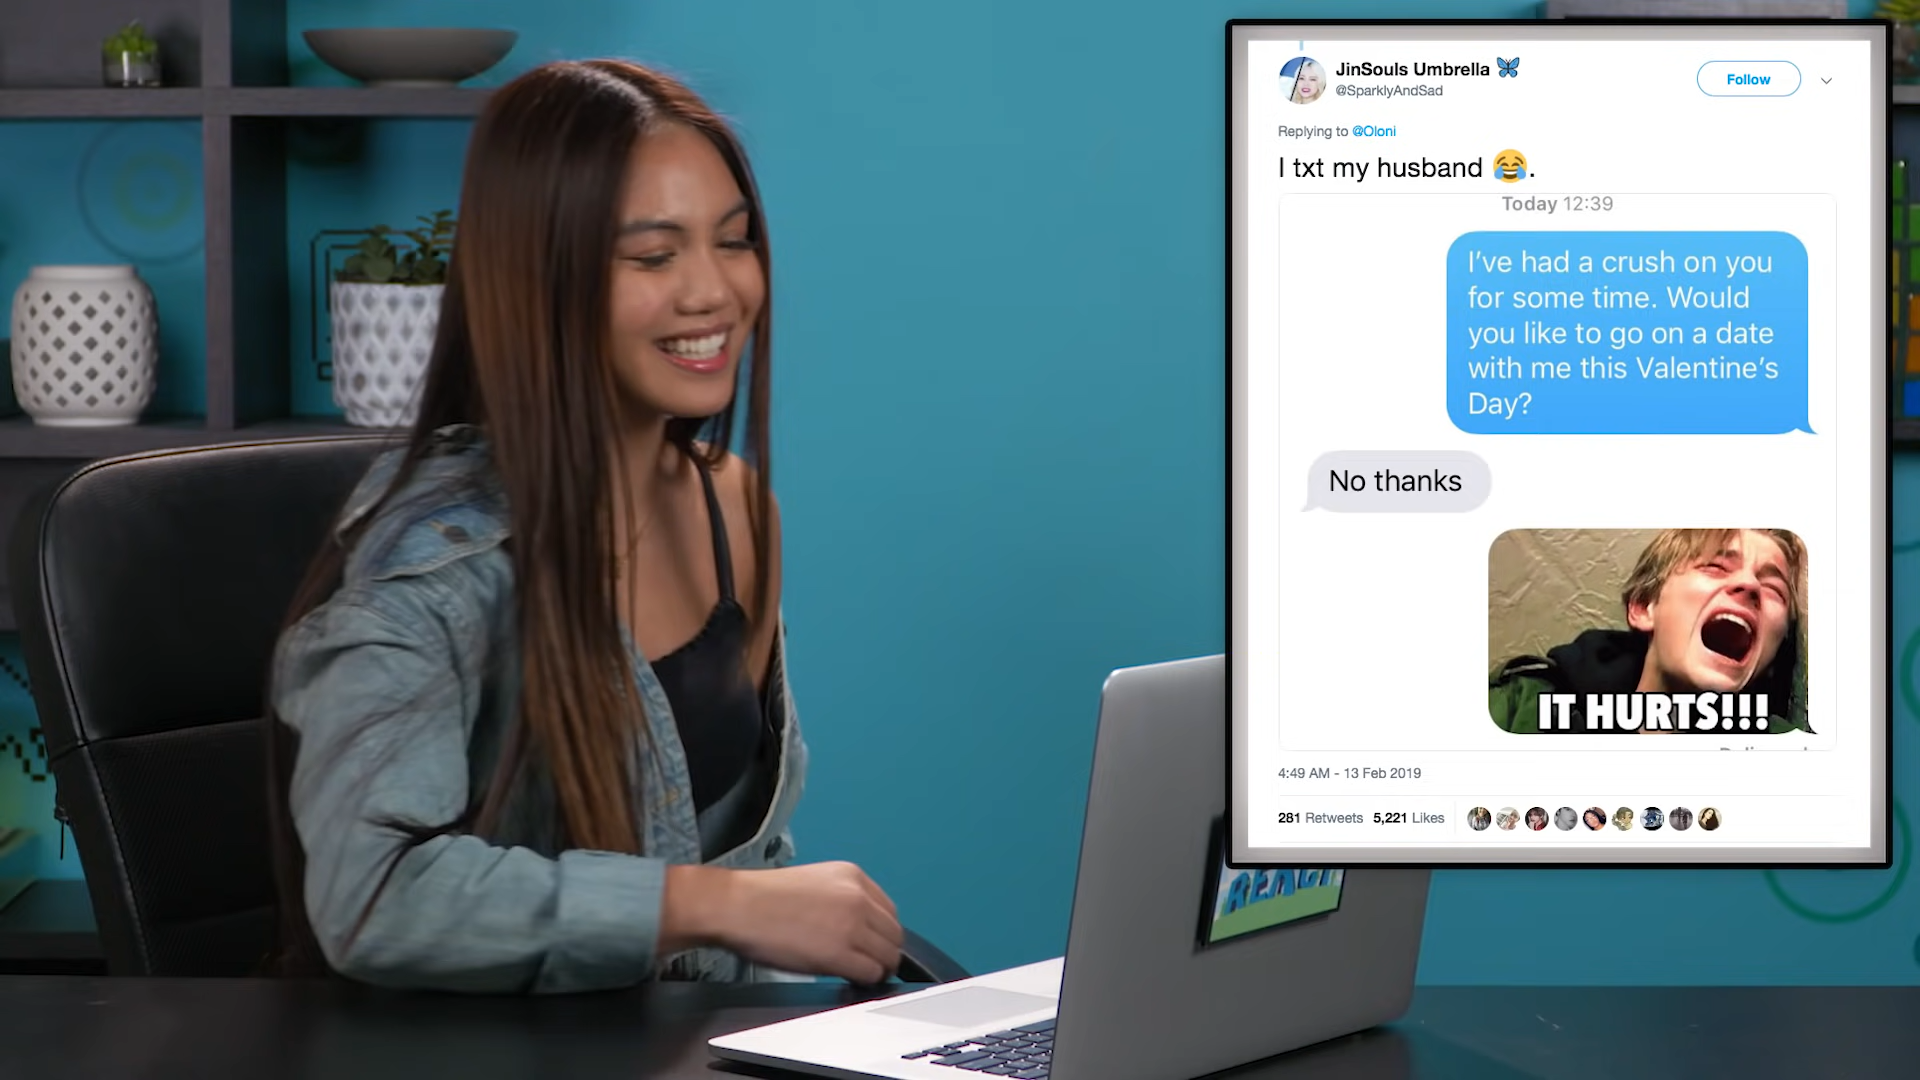 JinSouls Umbrella 🦋
@SparklyAndSad
Follow
Replying to @Oloni
I txt my husband 😂.
Today 12:39
I've had a crush on you
for some time. Would
you like to go on a date
with me this Valentine's
Day?
No thanks
IT HURTS!!!
4:49 AM - 13 Feb 2019
281 Retweets 5,221 Likes
REACT